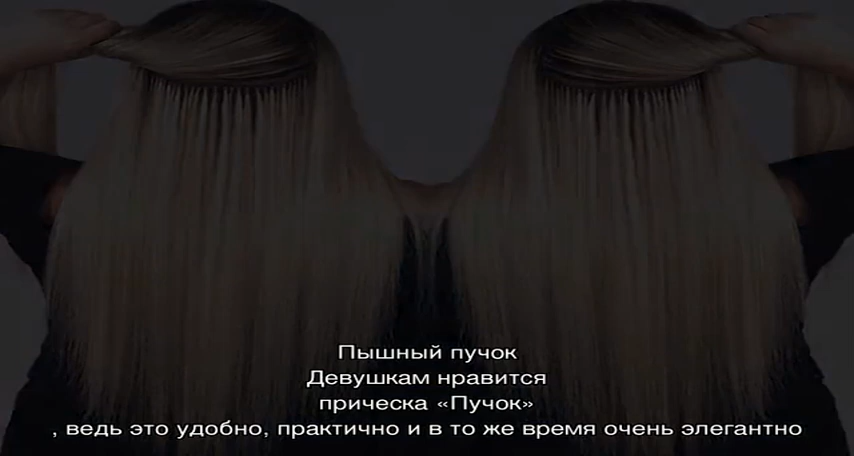 Пышный пучок
Девушкам нравится
прическа «Пучок»
, ведь это удобно, практично и в то же время очень элегантно